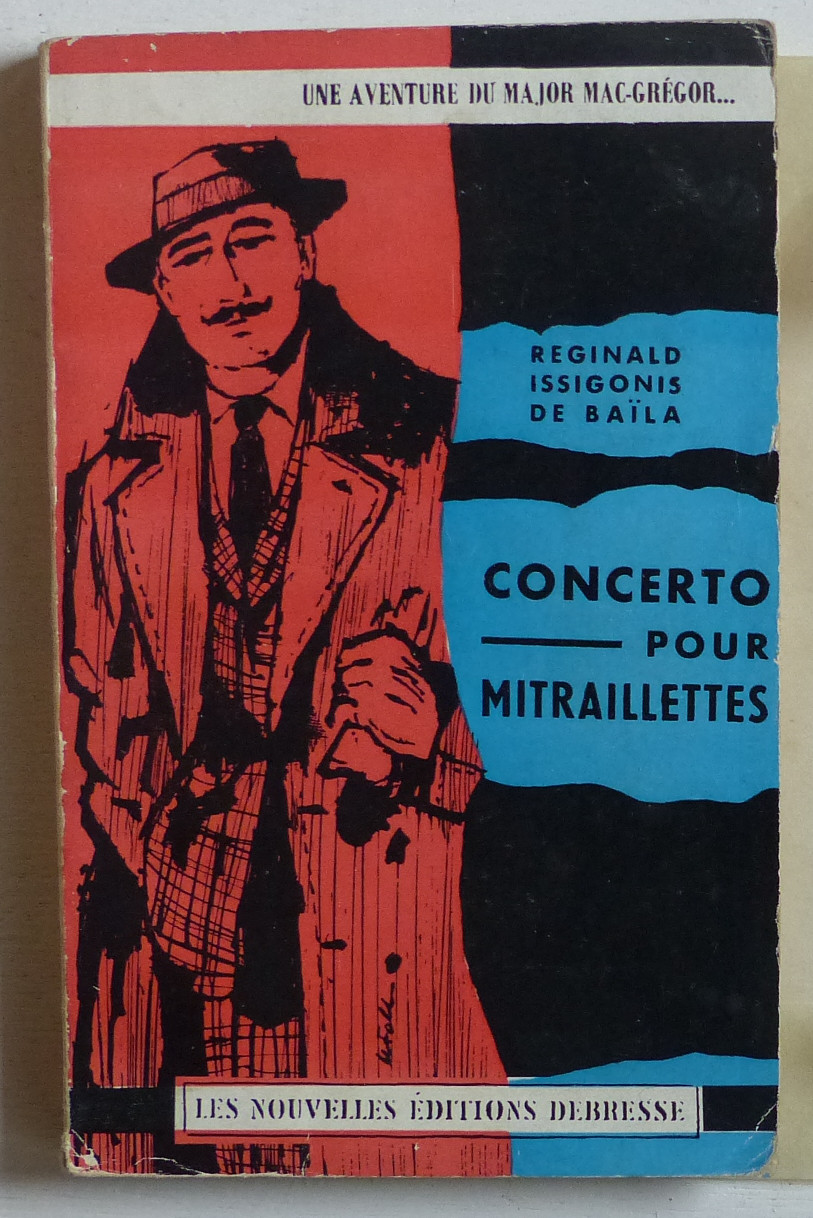 UNE AVENTURE DU MAJOR MAC-GRÉGOR...
REGINALD
ISSIGONIS
DE BAÏLA
CONCERTO
POUR
MITRAILLETTES
LES NOUVELLES ÉDITIONS DEBRESSE